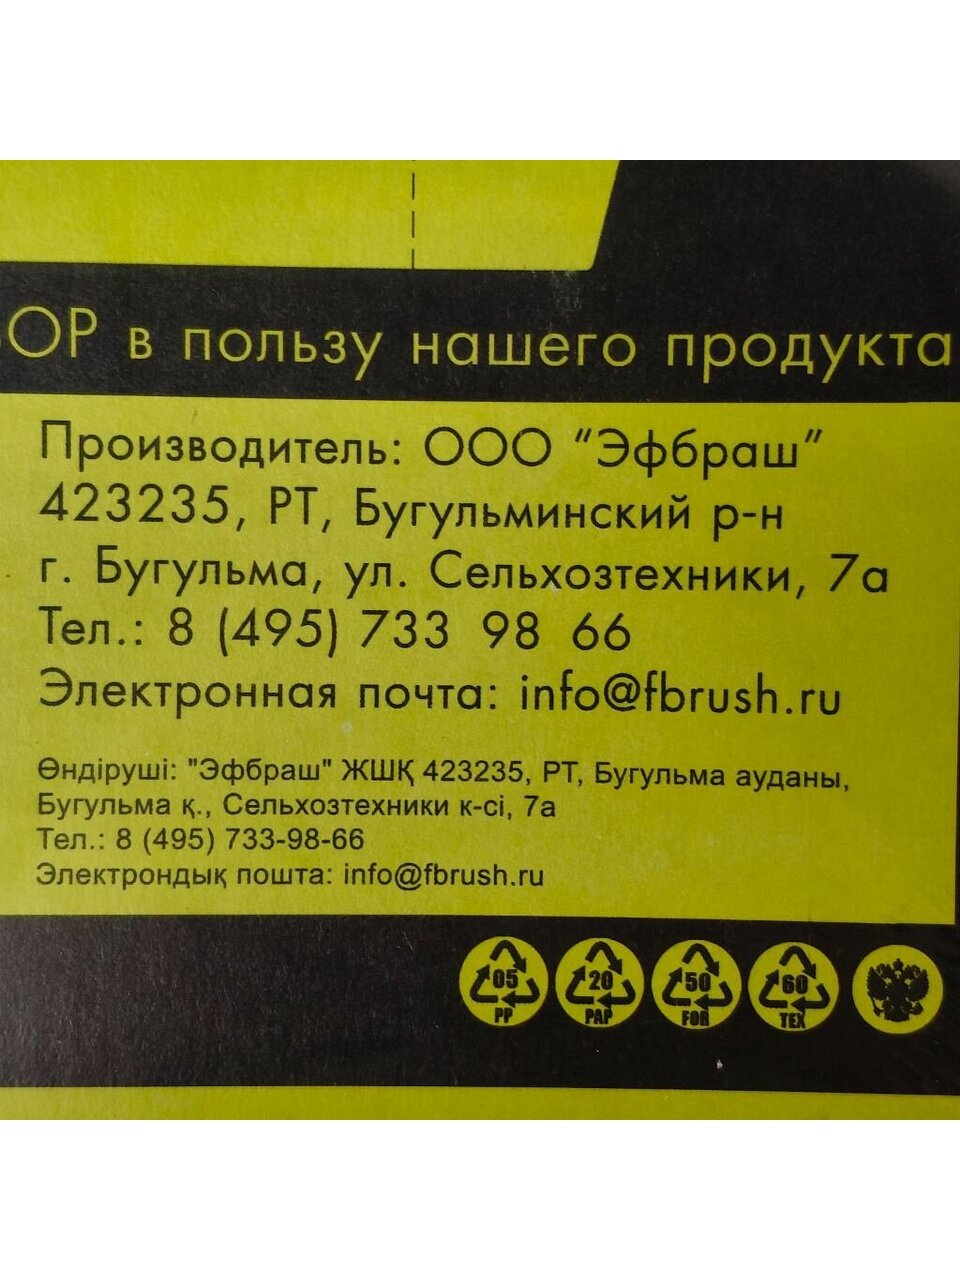 ОР в пользу нашего продукта
Производитель: ООО “Эфбраш”
423235, РТ, Бугульминский р-н
г. Бугульма, ул. Сельхозтехники, 7а
Тел.: 8 (495) 733 98 66
Электронная почта: info@fbrush.ru
Өндіруші: "Эфбраш" ЖШҚ 423235, РТ, Бугульма ауданы,
Бугульма қ., Сельхозтехники к-сі, 7а
Тел.: 8 (495) 733-98-66
Электрондық пошта: info@fbrush.ru
05 20 50 60
PP PAP FOR TEX